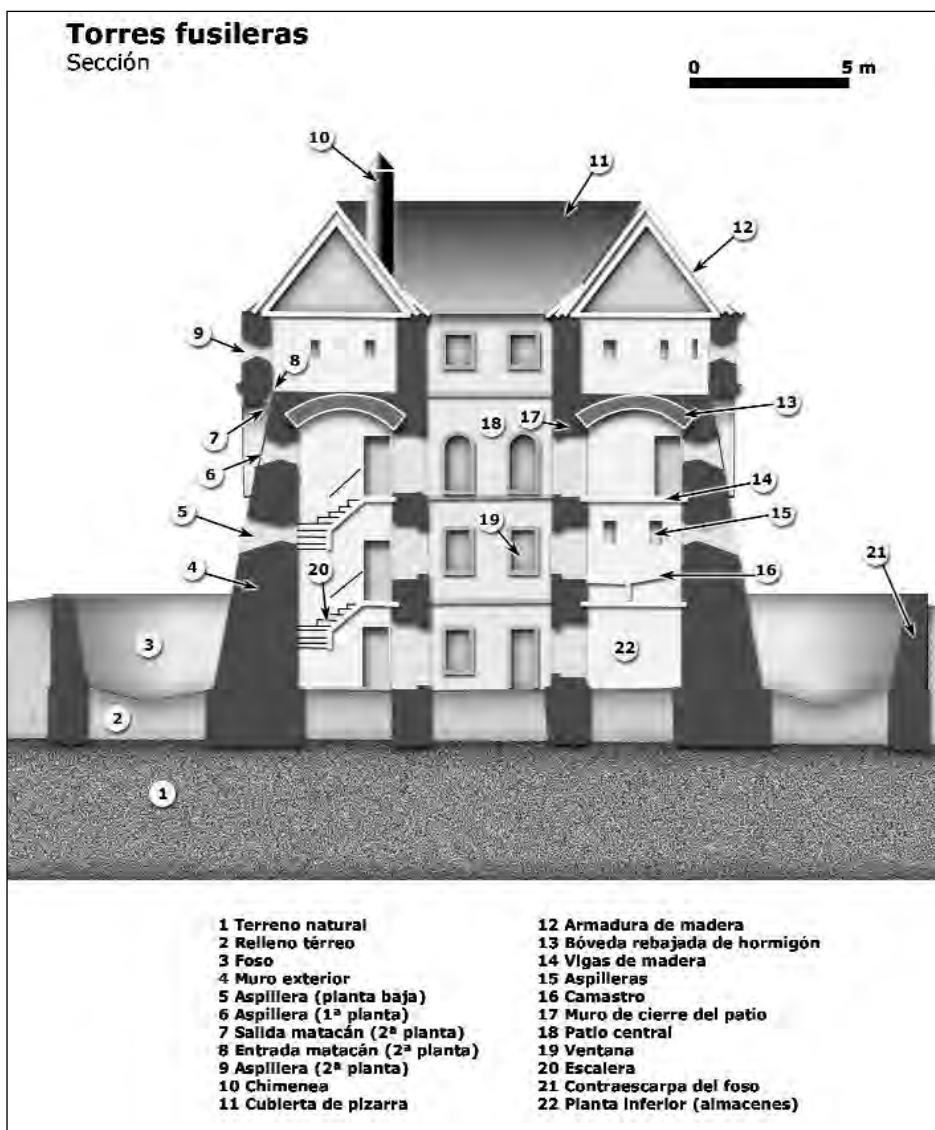 Torres fusileras
Sección
0 5 m
10
11
12
9
8
7
13
17
18
6
14
5
15
19
4
20
16
21
3
22
2
1
1 Terreno natural
2 Relleno térreo
3 Foso
4 Muro exterior
5 Aspillera (planta baja)
6 Aspillera (1ª planta)
7 Salida matacán (2ª planta)
8 Entrada matacán (2ª planta)
9 Aspillera (2ª planta)
10 Chimenea
11 Cubierta de pizarra
12 Armadura de madera
13 Bóveda rebajada de hormigón
14 Vigas de madera
15 Aspilleras
16 Camastro
17 Muro de cierre del patio
18 Patio central
19 Ventana
20 Escalera
21 Contraescarpa del foso
22 Planta inferior (almacenes)